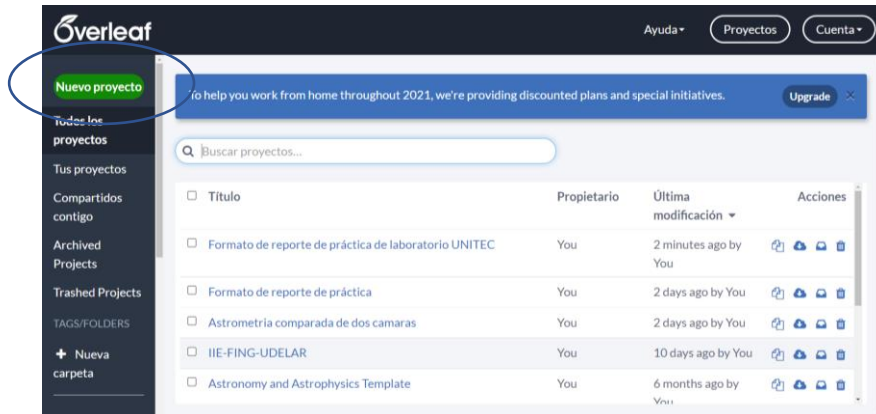 Overleaf
Ayuda
Proyectos
Cuenta
Nuevo proyecto
To help you work from home throughout 2021, we're providing discounted plans and special initiatives.
Upgrade
Todos los
proyectos
Buscar proyectos...
Tus proyectos
Compartidos
contigo
Archived
Projects
Trashed Projects
TAGS/FOLDERS
+ Nueva
carpeta
Título Propietario Última Acciones
modificación
Formato de reporte de práctica de laboratorio UNITEC You 2 minutes ago by
You
Formato de reporte de práctica You 2 days ago by You
Astrometria comparada de dos camaras You 2 days ago by You
IIE-FING-UDELAR You 10 days ago by You
Astronomy and Astrophysics Template You 6 months ago by
You